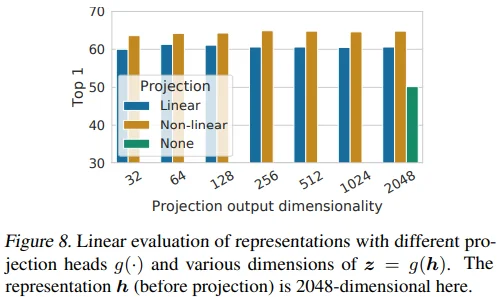 70
60
50
40
30
Top 1
Projection
Linear
Non-linear
None
32 64 128 256 512 1024 2048
Projection output dimensionality
Figure 8. Linear evaluation of representations with different pro-
jection heads g(·) and various dimensions of z = g(h). The
representation h (before projection) is 2048-dimensional here.